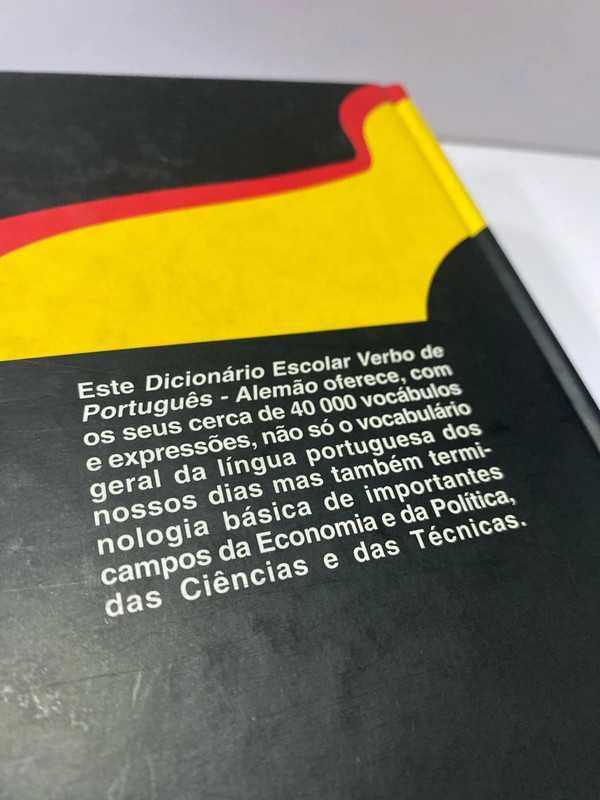 Este Dicionário Escolar Verbo de
Português - Alemão oferece, com
os seus cerca de 40 000 vocábulos
e expressões, não só o vocabulário
geral da língua portuguesa dos
nossos dias mas também termi-
nologia básica de importantes
campos da Economia e da Política,
das Ciências e das Técnicas.